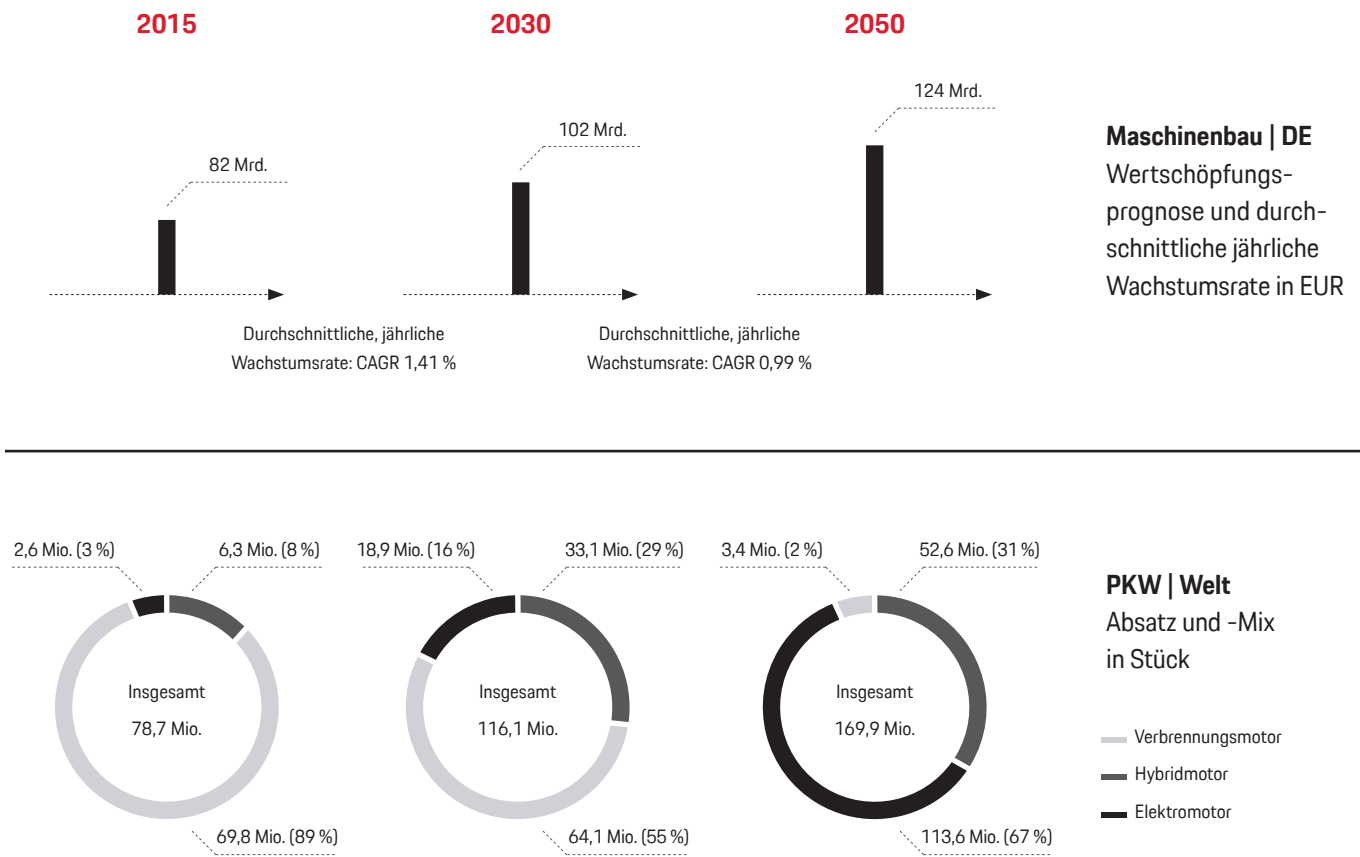 2015
2030
2050
82 Mrd.
102 Mrd.
124 Mrd.
Durchschnittliche, jährliche
Wachstumsrate: CAGR 1,41 %
Durchschnittliche, jährliche
Wachstumsrate: CAGR 0,99 %
Maschinenbau | DE
Wertschöpfungs-
prognose und durch-
schnittliche jährliche
Wachstumsrate in EUR
2,6 Mio. (3 %)
6,3 Mio. (8 %)
Insgesamt
78,7 Mio.
69,8 Mio. (89 %)
18,9 Mio. (16 %)
33,1 Mio. (29 %)
Insgesamt
116,1 Mio.
64,1 Mio. (55 %)
3,4 Mio. (2 %)
52,6 Mio. (31 %)
Insgesamt
169,9 Mio.
113,6 Mio. (67 %)
PKW | Welt
Absatz und -Mix
in Stück
Verbrennungsmotor
Hybridmotor
Elektromotor